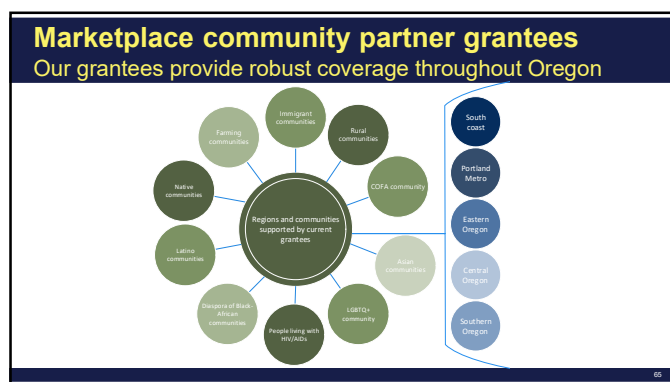 Marketplace community partner grantees
Our grantees provide robust coverage throughout Oregon
Immigrant
communities
Rural
communities
COFA community
Asian
communities
LGBTQ+
community
People living with
HIV/AIDs
Diaspora of Black-
African
communities
Latino
communities
Native
communities
Farming
communities
Regions and communities
supported by current
grantees
South
coast
Portland
Metro
Eastern
Oregon
Central
Oregon
Southern
Oregon
65